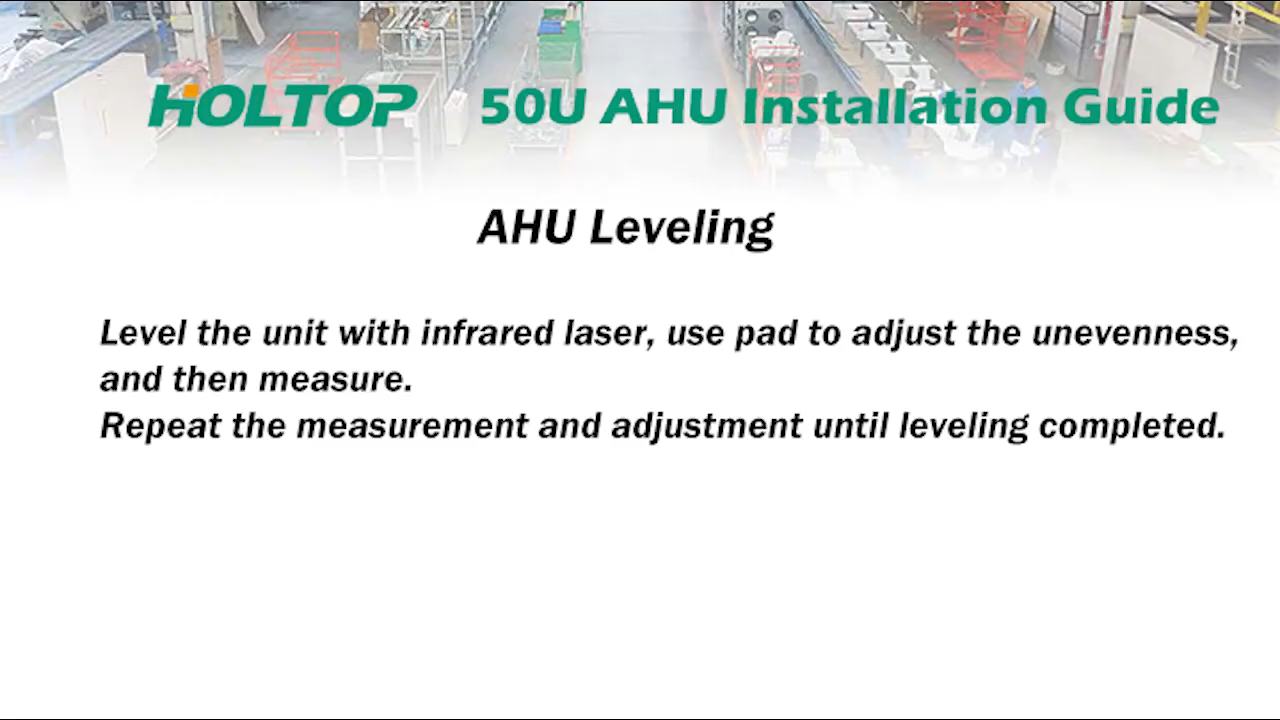 HOLTOP 50U AHU Installation Guide
AHU Leveling
Level the unit with infrared laser, use pad to adjust the unevenness,
and then measure.
Repeat the measurement and adjustment until leveling completed.